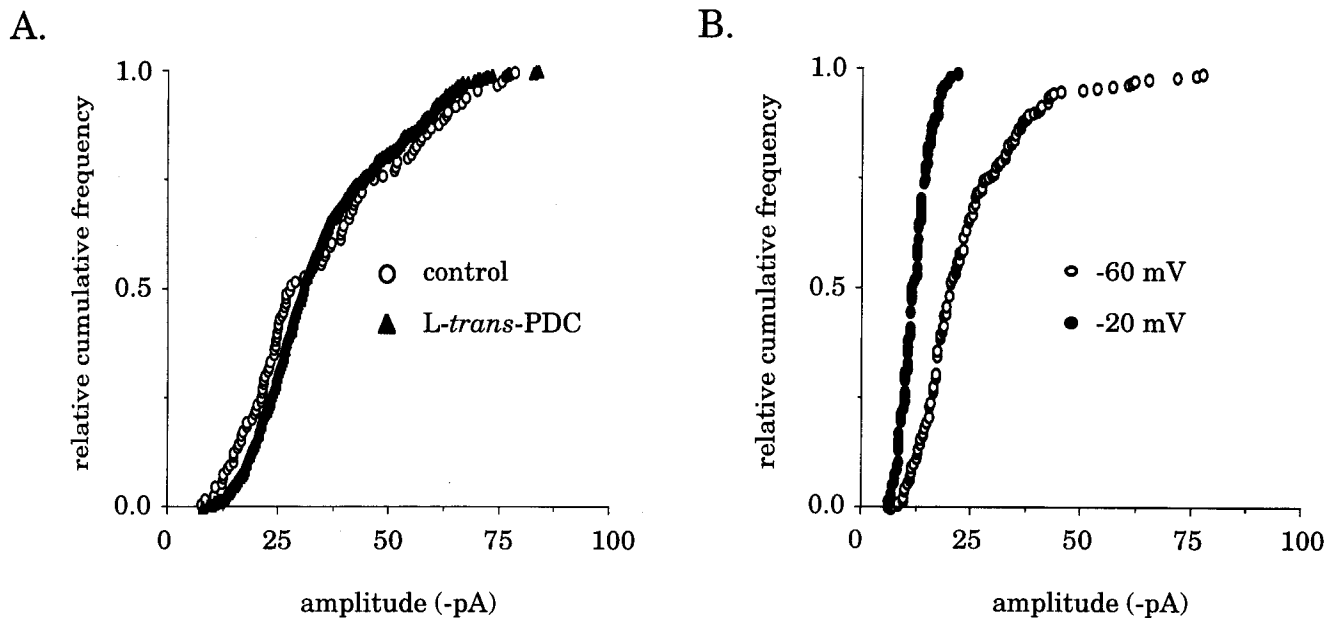 A.
relative cumulative frequency
1.0
0.5
0.0
0
25
50
75
100
amplitude (-pA)
control
L-trans-PDC
B.
relative cumulative frequency
1.0
0.5
0.0
0
25
50
75
100
amplitude (-pA)
-60 mV
-20 mV